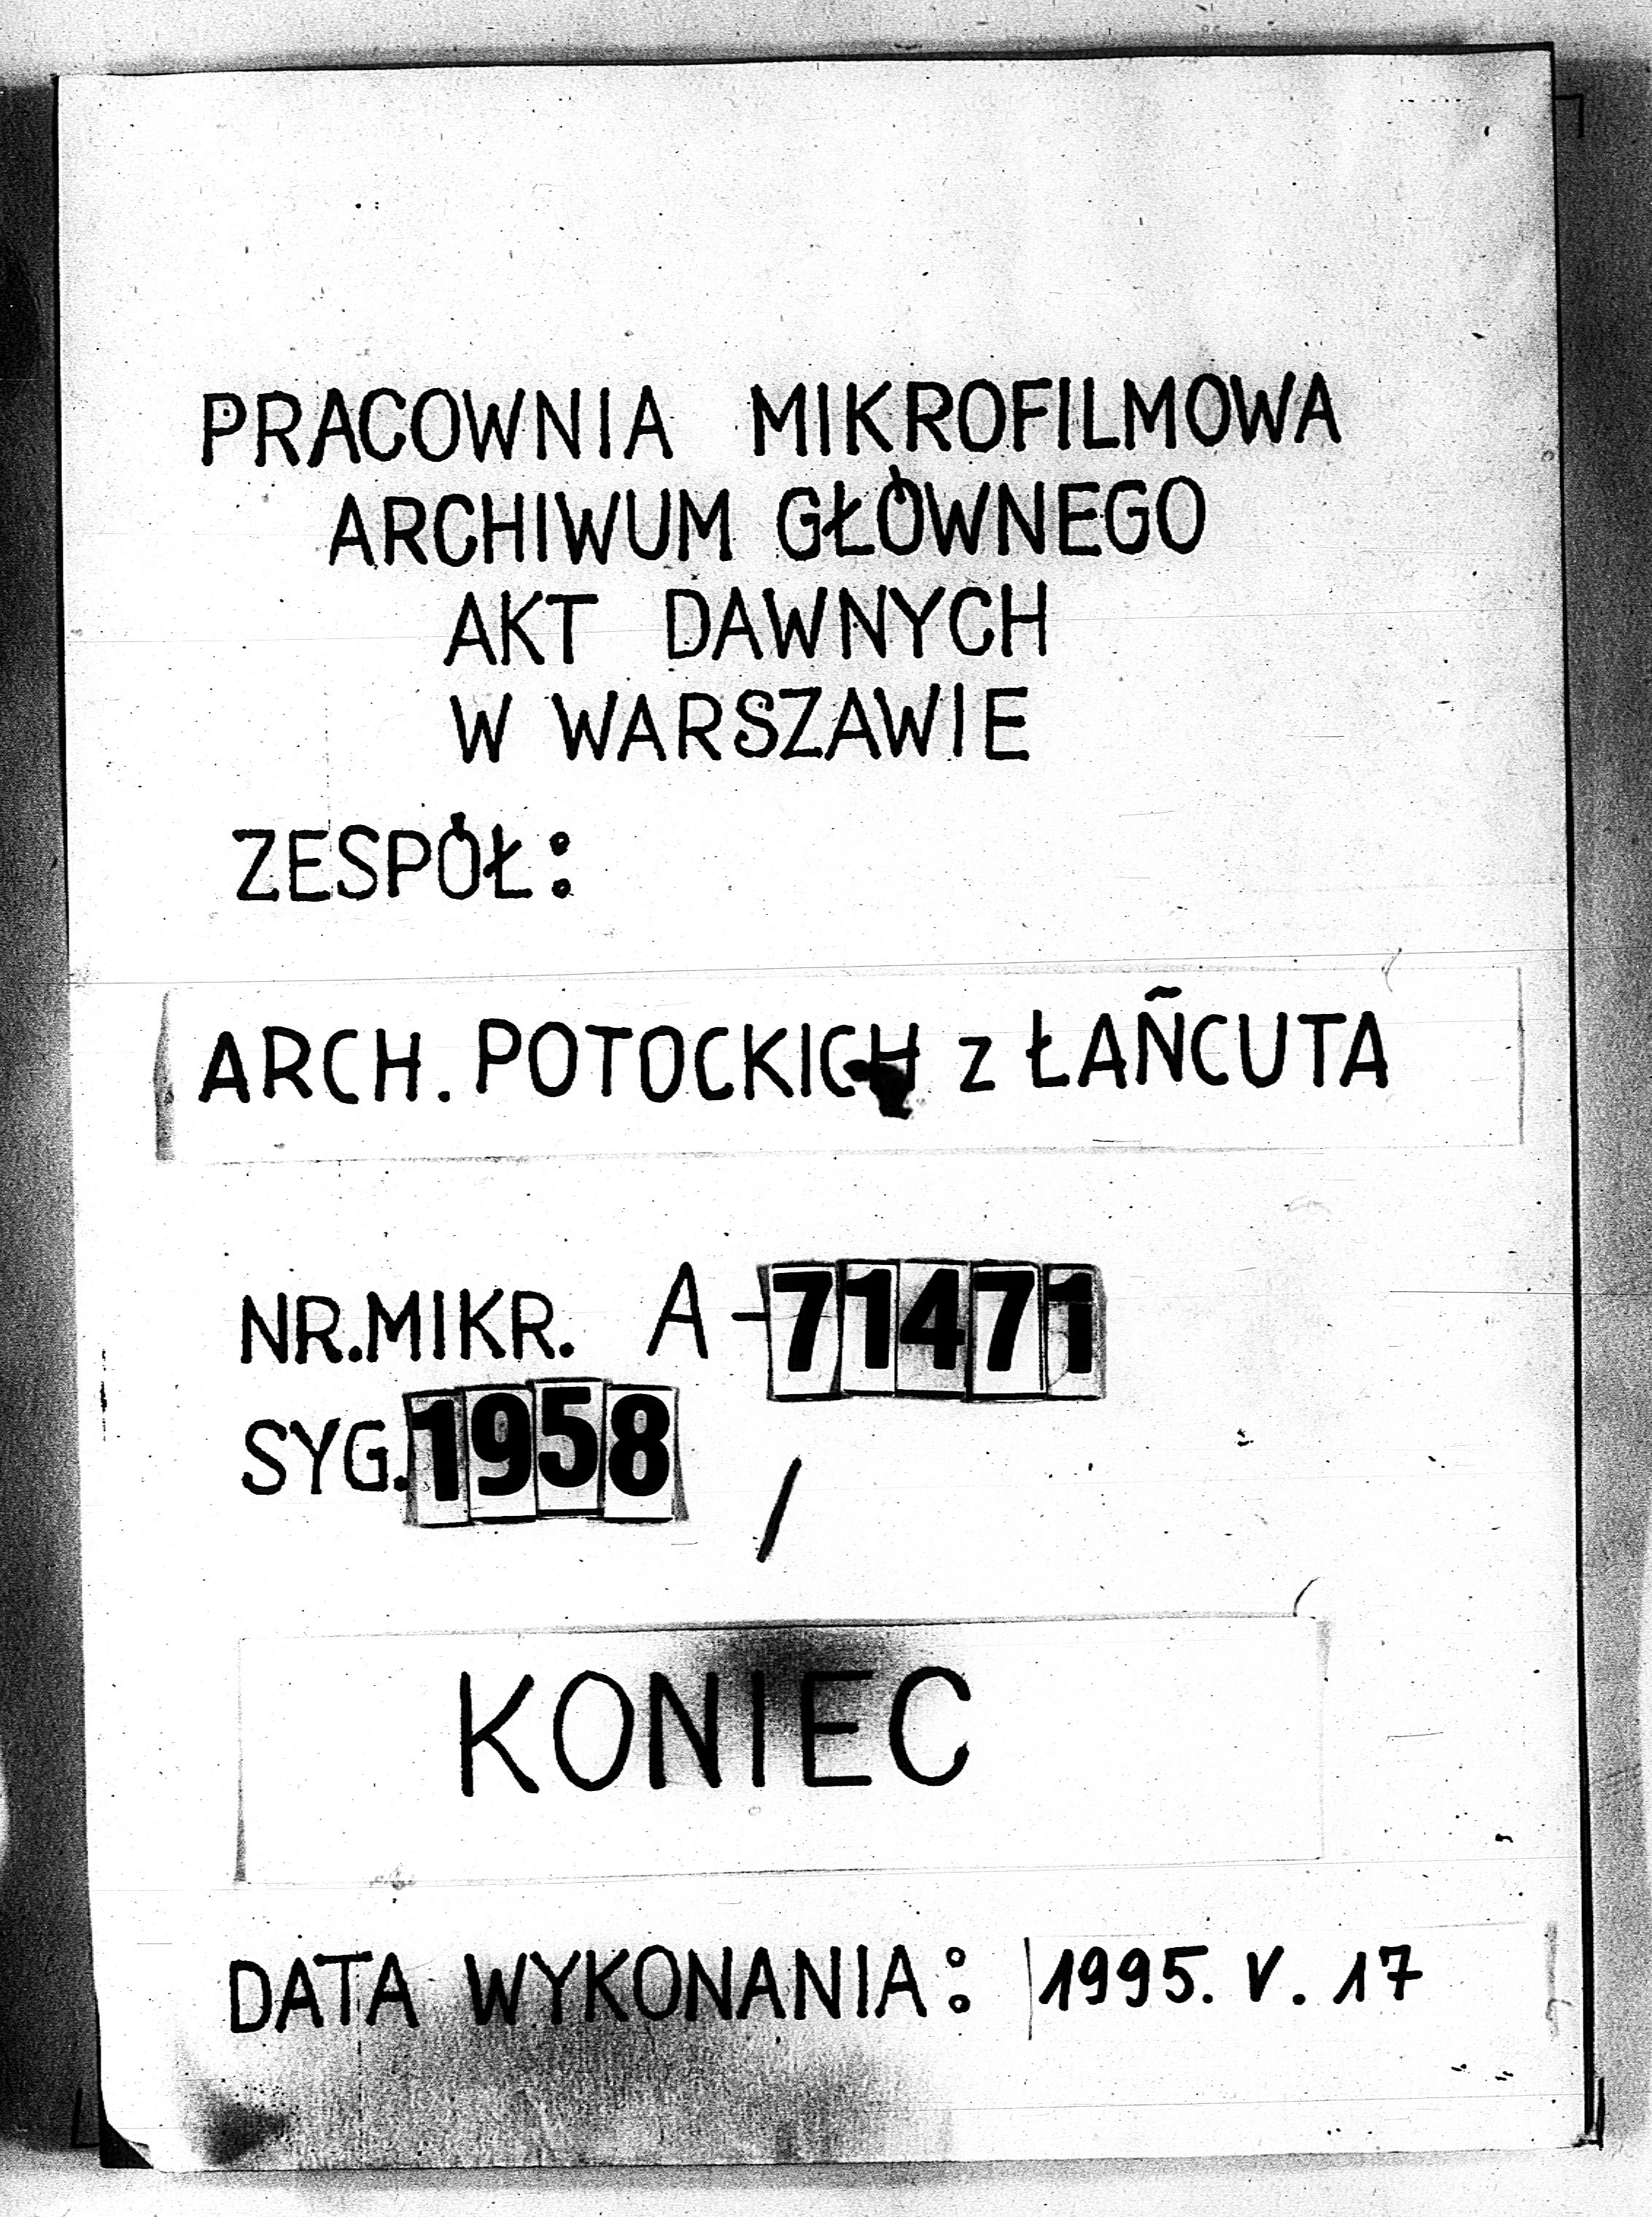 PRACOWNIA MIKROFILMOWA
ARCHIWUM GŁÓWNEGO
AKT DAWNYCH
W WARSZAWIE
ZESPÓŁ:
ARCH. POTOCKICH z ŁAŃCUTA
NR. MIKR. A-71471
SYG. 1958 /
KONIEC
DATA WYKONANIA: 1995. V. 17